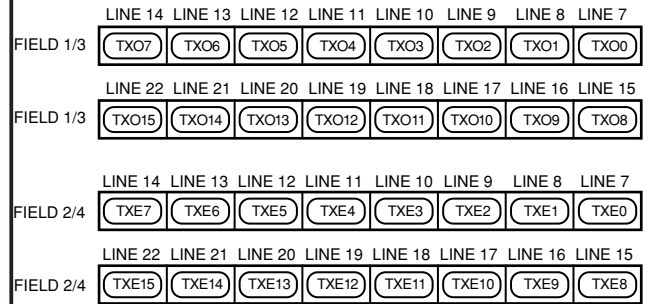 LINE 14 LINE 13 LINE 12 LINE 11 LINE 10 LINE 9 LINE 8 LINE 7
FIELD 1/3 TXO7 TXO6 TXO5 TXO4 TXO3 TXO2 TXO1 TXO0
LINE 22 LINE 21 LINE 20 LINE 19 LINE 18 LINE 17 LINE 16 LINE 15
FIELD 1/3 TXO15 TXO14 TXO13 TXO12 TXO11 TXO10 TXO9 TXO8
LINE 14 LINE 13 LINE 12 LINE 11 LINE 10 LINE 9 LINE 8 LINE 7
FIELD 2/4 TXE7 TXE6 TXE5 TXE4 TXE3 TXE2 TXE1 TXE0
LINE 22 LINE 21 LINE 20 LINE 19 LINE 18 LINE 17 LINE 16 LINE 15
FIELD 2/4 TXE15 TXE14 TXE13 TXE12 TXE11 TXE10 TXE9 TXE8